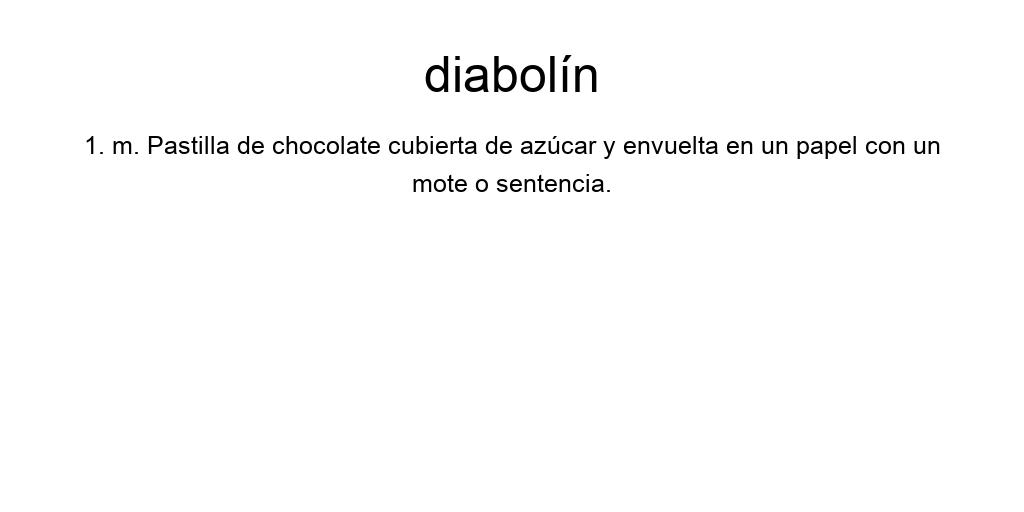 diabolín
1. m. Pastilla de chocolate cubierta de azúcar y envuelta en un papel con un
mote o sentencia.